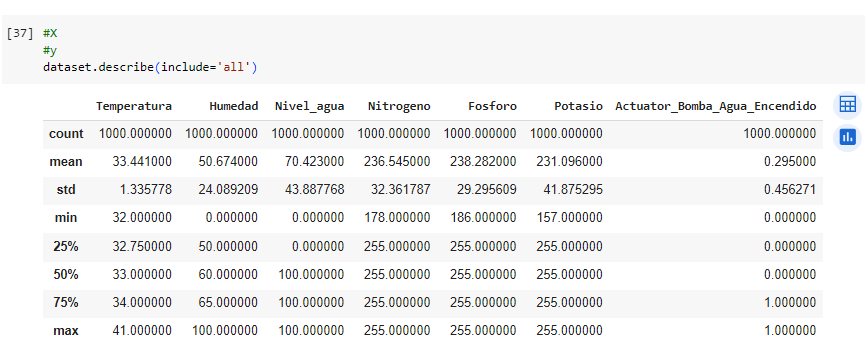 [37] #X
#y
dataset.describe(include='all')
Temperatura Humedad Nivel_agua Nitrogeno Fosforo Potasio Actuator_Bomba_Agua_Encendido
count 1000.000000 1000.000000 1000.000000 1000.000000 1000.000000 1000.000000 1000.000000
mean 33.441000 50.674000 70.423000 236.545000 238.282000 231.096000 0.295000
std 1.335778 24.089209 43.887768 32.361787 29.295609 41.875295 0.456271
min 32.000000 0.000000 0.000000 178.000000 186.000000 157.000000 0.000000
25% 32.750000 50.000000 0.000000 255.000000 255.000000 255.000000 0.000000
50% 33.000000 60.000000 100.000000 255.000000 255.000000 255.000000 0.000000
75% 34.000000 65.000000 100.000000 255.000000 255.000000 255.000000 1.000000
max 41.000000 100.000000 100.000000 255.000000 255.000000 255.000000 1.000000